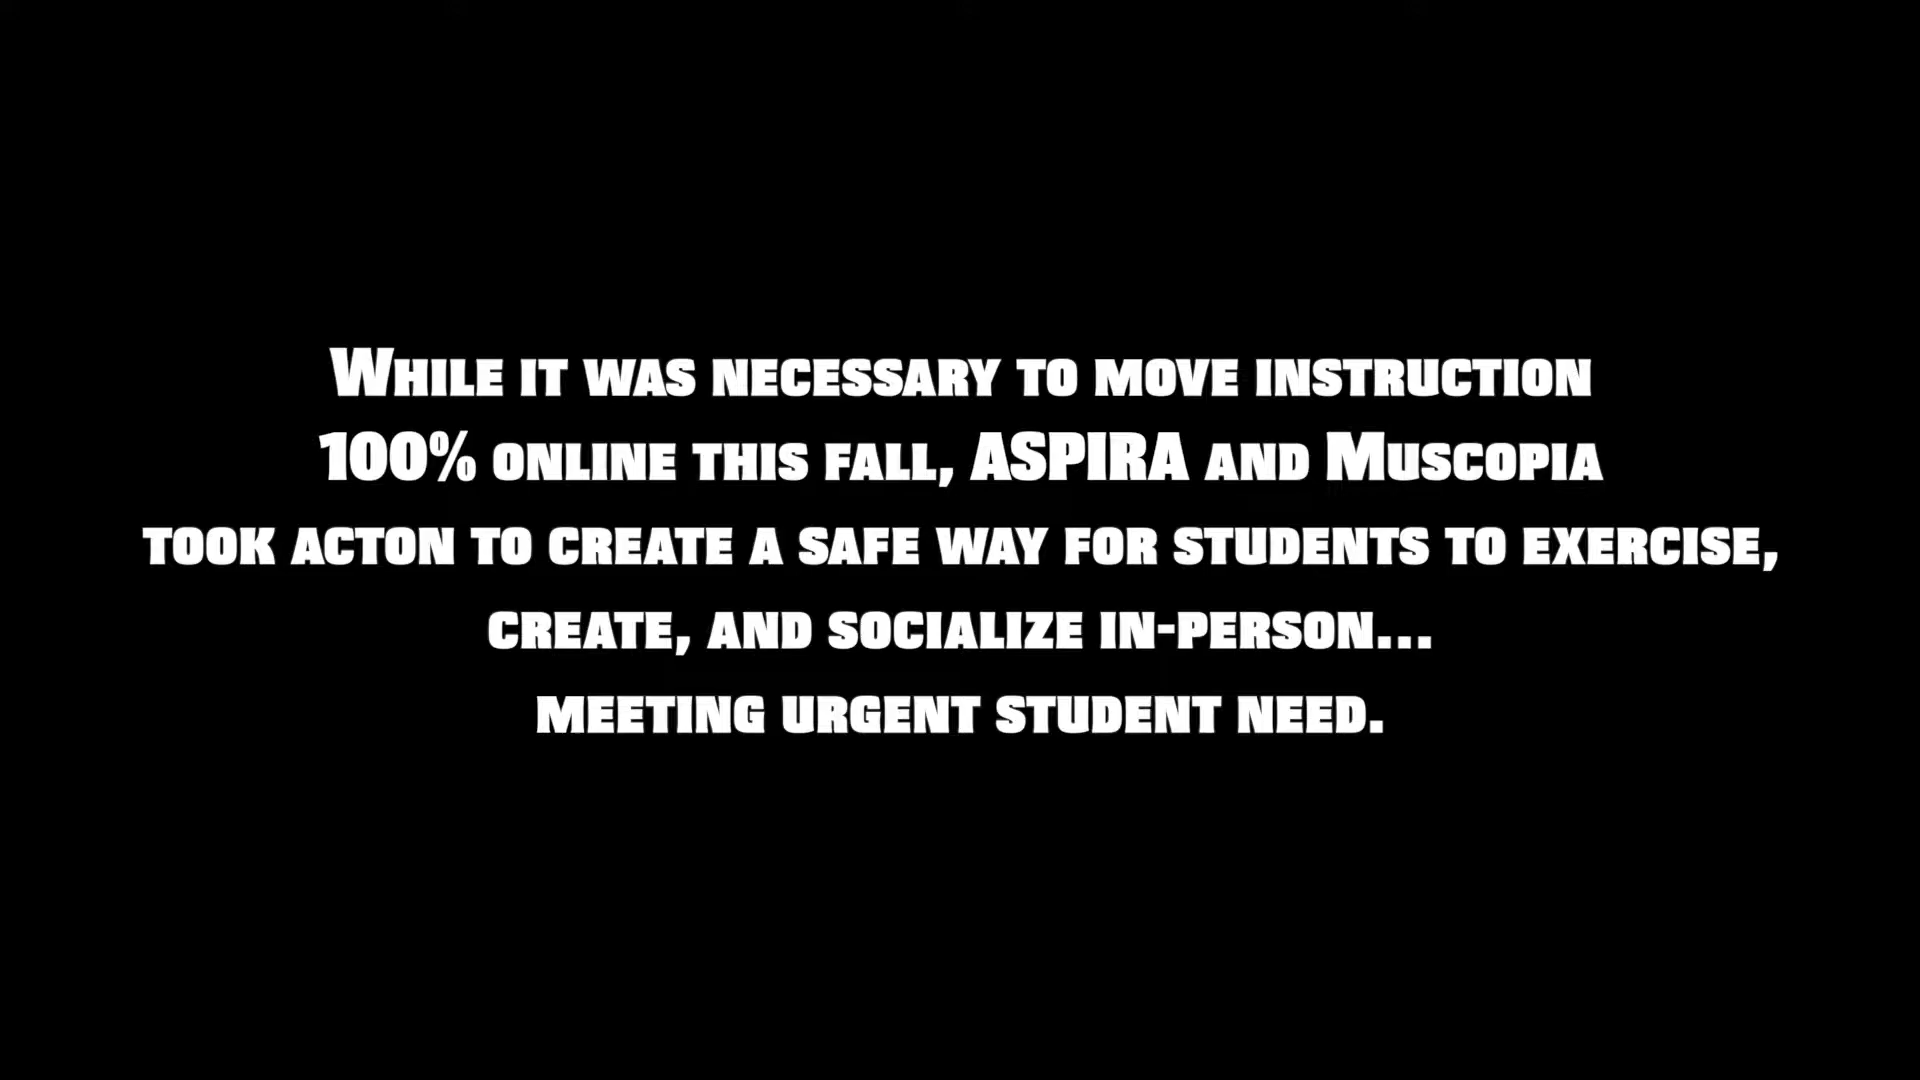 While it was necessary to move instruction
100% online this fall, ASPIRA and Muscopia
took acton to create a safe way for students to exercise,
create, and socialize in-person...
meeting urgent student need.